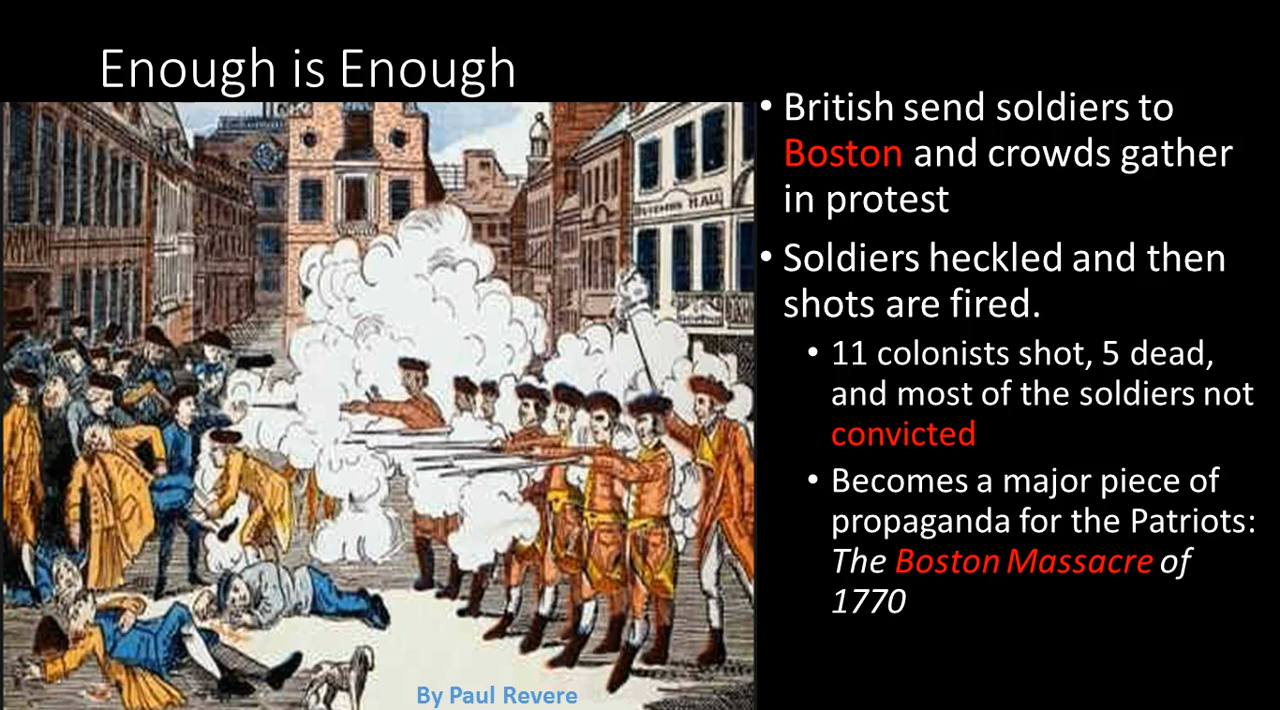 Enough is Enough
• British send soldiers to
Boston and crowds gather
in protest
• Soldiers heckled and then
shots are fired.
• 11 colonists shot, 5 dead,
and most of the soldiers not
convicted
• Becomes a major piece of
propaganda for the Patriots:
The Boston Massacre of
1770
HALL
By Paul Revere